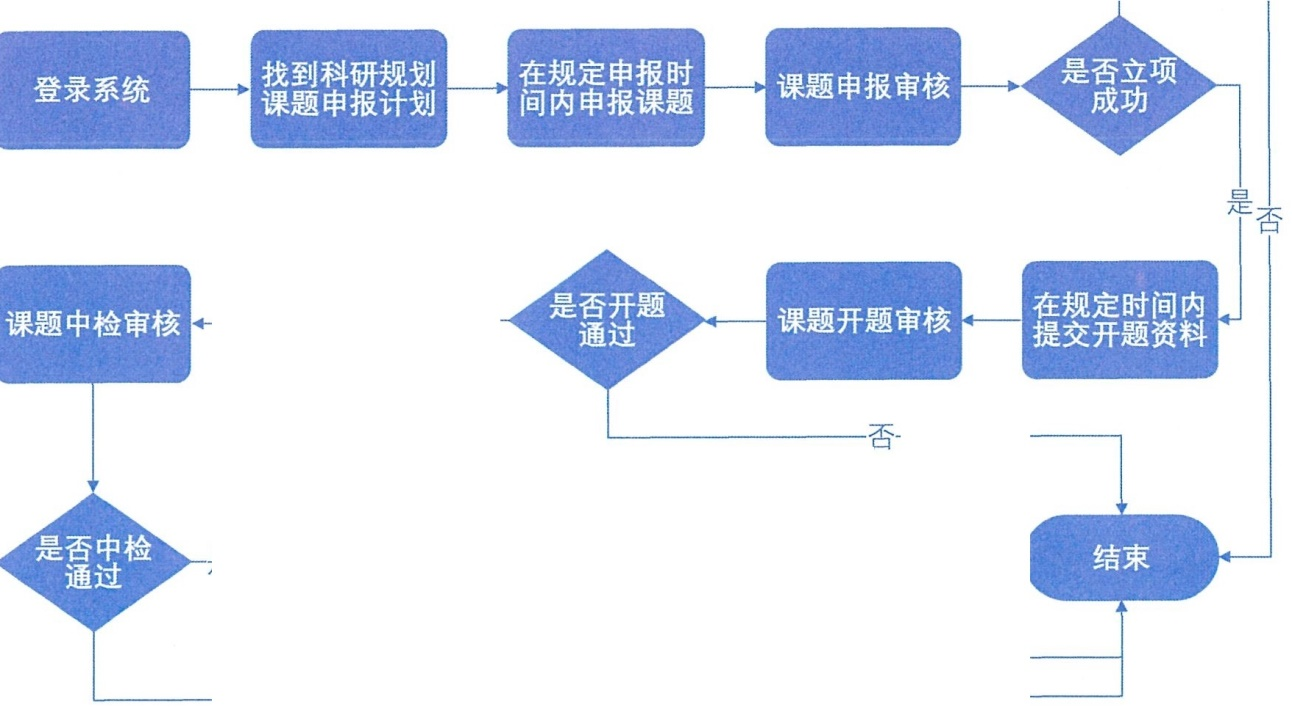 登录系统
找到科研规划
课题申报计划
在规定申报时
间内申报课题
课题申报审核
是否立项
成功
是
否
课题中检审核
是否开题
通过
课题开题审核
在规定时间内
提交开题资料
否
是否中检
通过
结束